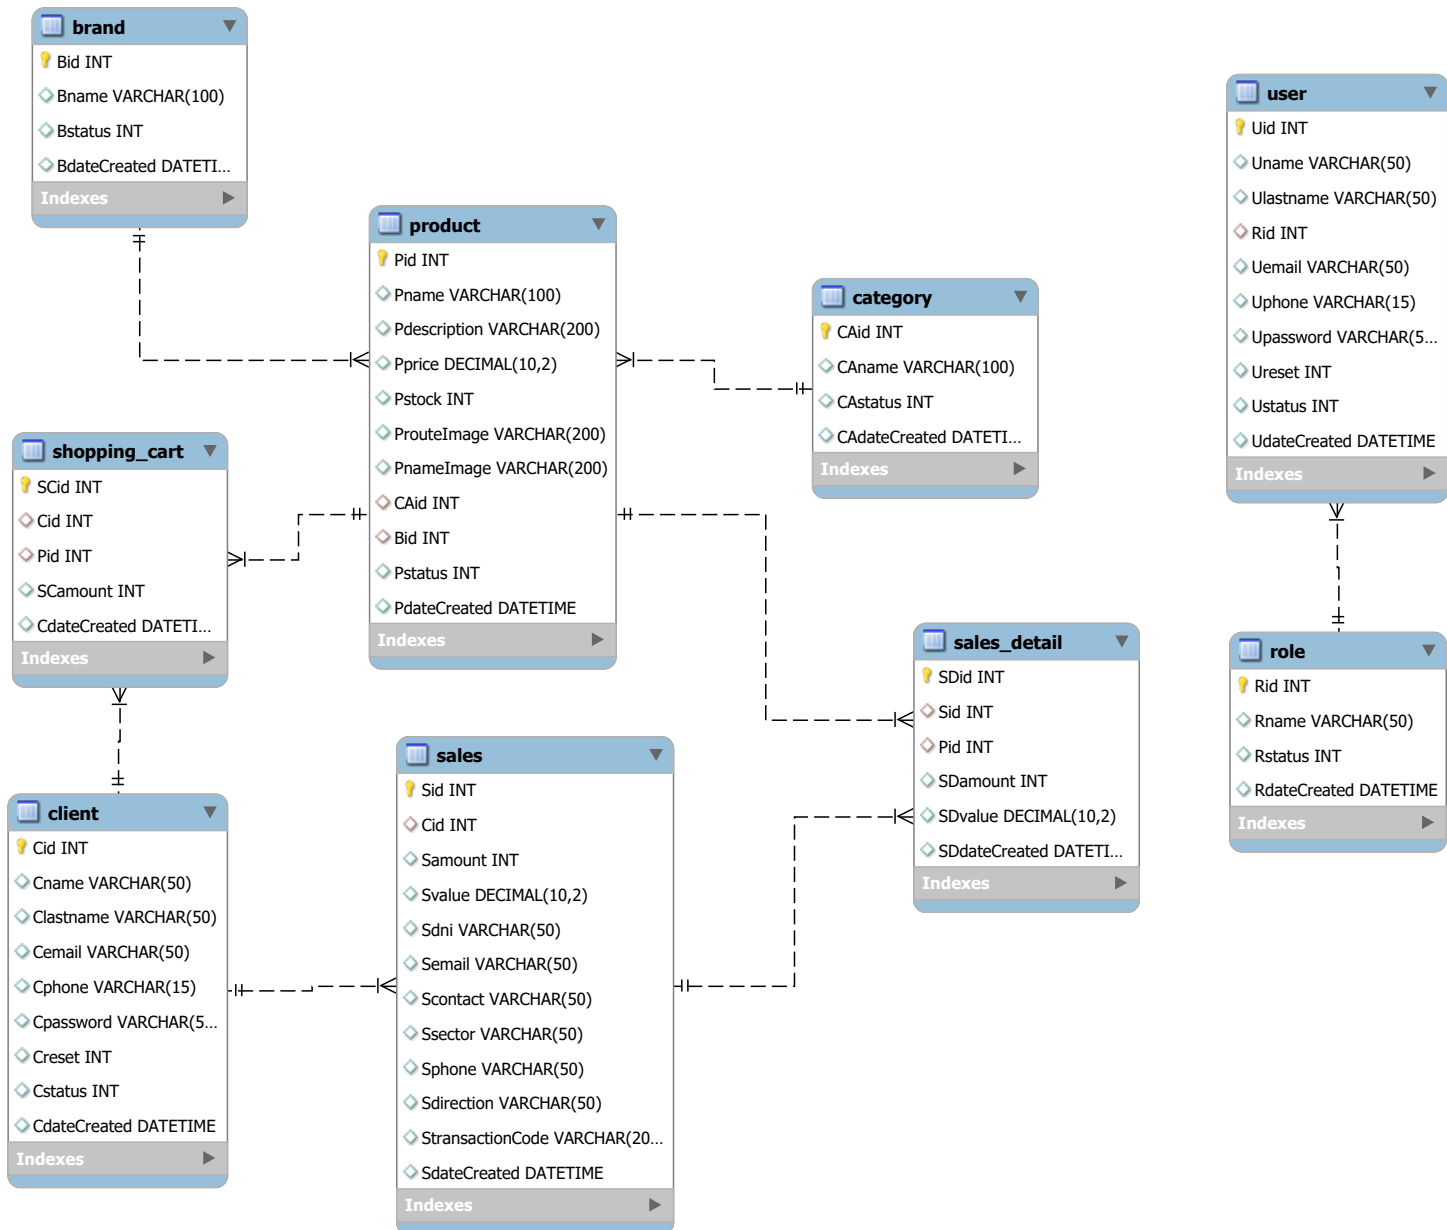 brand
Bid INT
Bname VARCHAR(100)
Bstatus INT
BdateCreated DATETI...
Indexes
product
Pid INT
Pname VARCHAR(100)
Pdescription VARCHAR(200)
Pprice DECIMAL(10,2)
Pstock INT
ProuteImage VARCHAR(200)
PnameImage VARCHAR(200)
CAid INT
Bid INT
Pstatus INT
PdateCreated DATETIME
Indexes
category
CAid INT
CAname VARCHAR(100)
CAstatus INT
CAdateCreated DATETI...
Indexes
user
Uid INT
Uname VARCHAR(50)
Ulastname VARCHAR(50)
Rid INT
Uemail VARCHAR(50)
Uphone VARCHAR(15)
Upassword VARCHAR(5...
Ureset INT
Ustatus INT
UdateCreated DATETIME
Indexes
shopping_cart
SCid INT
Cid INT
Pid INT
SCamount INT
CdateCreated DATETI...
Indexes
sales_detail
SDid INT
Sid INT
Pid INT
SDamount INT
SDvalue DECIMAL(10,2)
SDdateCreated DATETI...
Indexes
role
Rid INT
Rname VARCHAR(50)
Rstatus INT
RdateCreated DATETIME
Indexes
client
Cid INT
Cname VARCHAR(50)
Clastname VARCHAR(50)
Cemail VARCHAR(50)
Cphone VARCHAR(15)
Cpassword VARCHAR(5...
Creset INT
Cstatus INT
CdateCreated DATETIME
Indexes
sales
Sid INT
Cid INT
Samount INT
Svalue DECIMAL(10,2)
Sdni VARCHAR(50)
Semail VARCHAR(50)
Scontact VARCHAR(50)
Ssector VARCHAR(50)
Sphone VARCHAR(50)
Sdirection VARCHAR(50)
StransactionCode VARCHAR(20...
SdateCreated DATETIME
Indexes